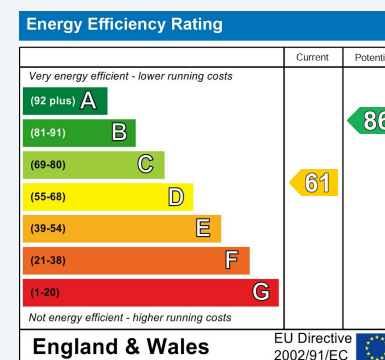 Energy Efficiency Rating
Current Potenti
Very energy efficient - lower running costs
(92 plus) A
(81-91) B
86
(69-80) C
61
(55-68) D
(39-54) E
(21-38) F
(1-20) G
Not energy efficient - higher running costs
England & Wales
EU Directive
2002/91/EC